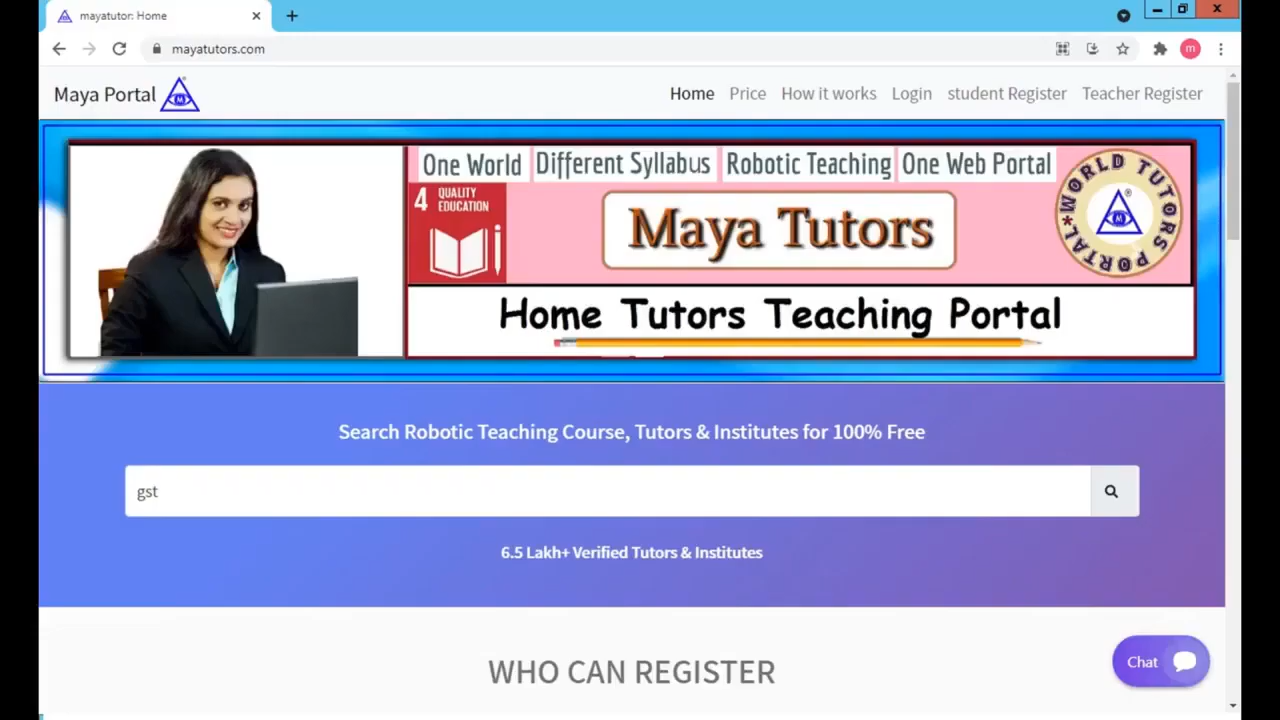 mayatutor: Home
mayatutors.com
m
Maya Portal
M
Home Price How it works Login student Register Teacher Register
One World Different Syllabus Robotic Teaching One Web Portal
4 QUALITY
EDUCATION
Maya Tutors
WORLD TUTORS PORTAL
M
Home Tutors Teaching Portal
Search Robotic Teaching Course, Tutors & Institutes for 100% Free
gst
6.5 Lakh+ Verified Tutors & Institutes
WHO CAN REGISTER
Chat